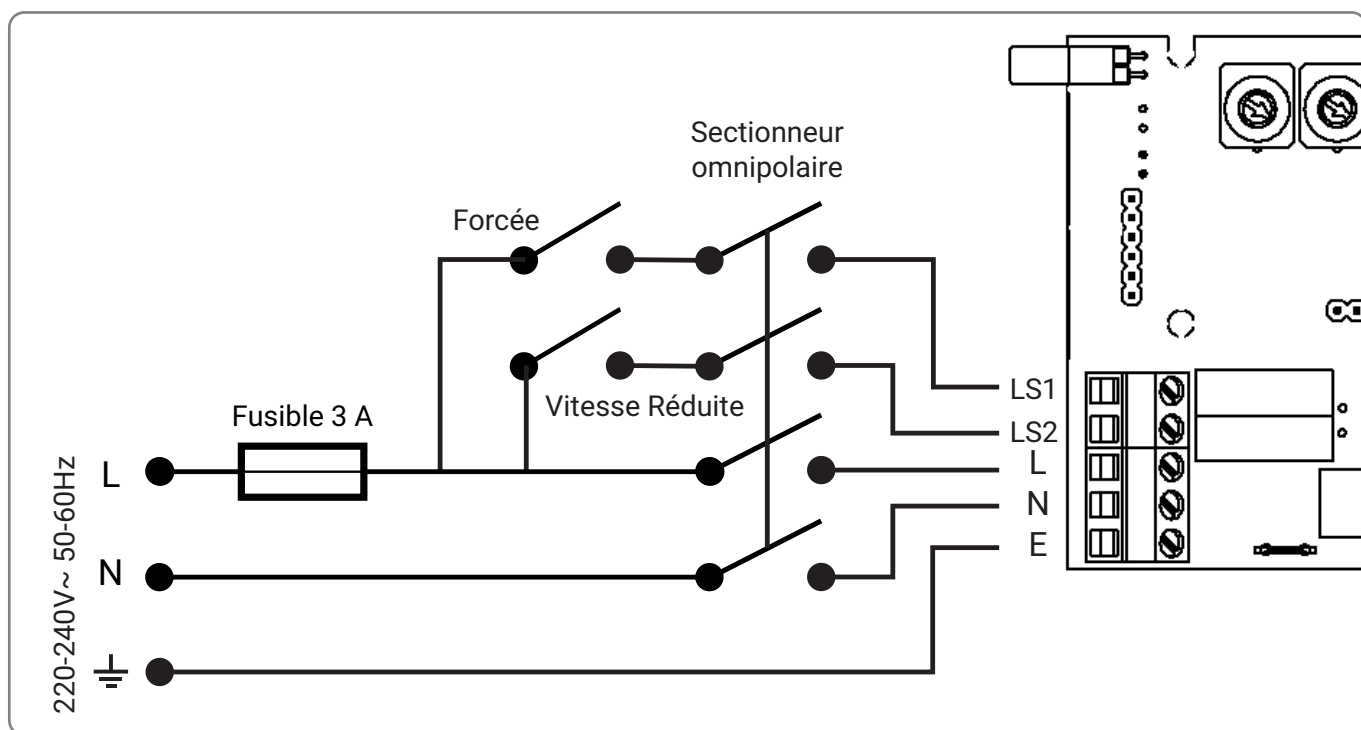 Sectionneur
omnipolaire
Forcée
Vitesse Réduite
Fusible 3 A
LS1
LS2
L
N
E
L
N
220-240V~ 50-60Hz